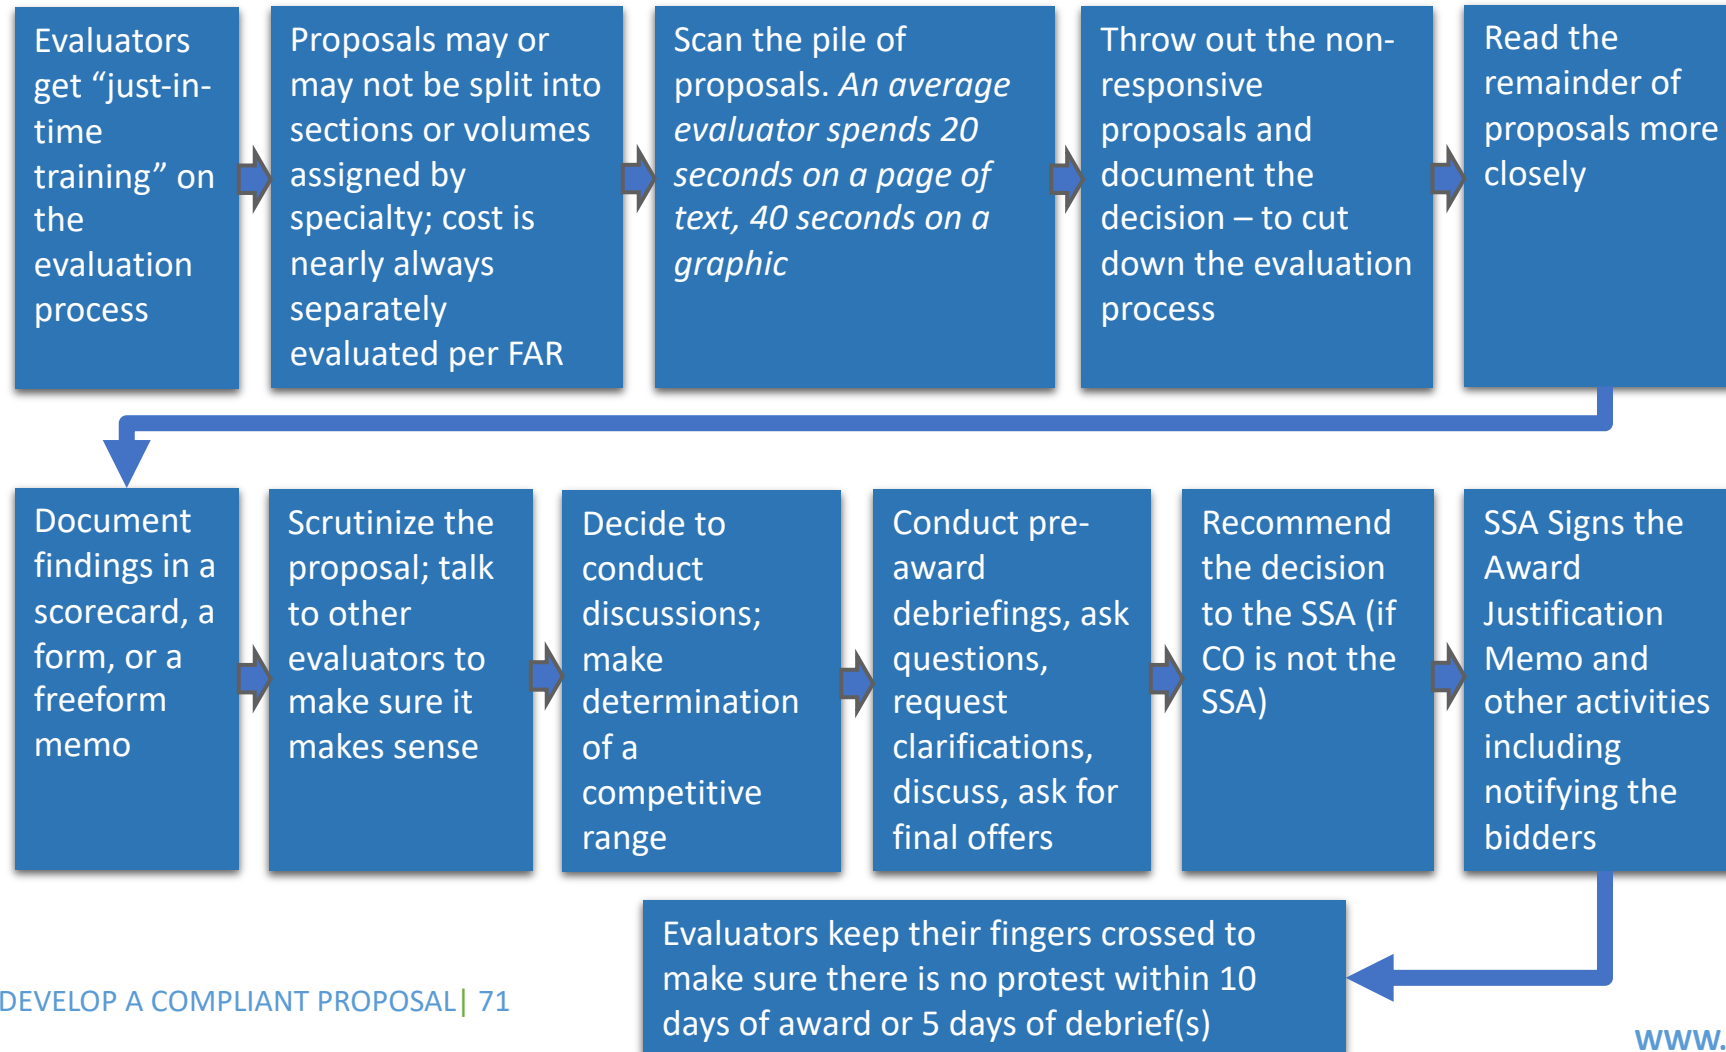 Evaluators
get “just-in-
time
training” on
the
evaluation
process
Proposals may or
may not be split into
sections or volumes
assigned by
specialty; cost is
nearly always
separately
evaluated per FAR
Scan the pile of
proposals. An average
evaluator spends 20
seconds on a page of
text, 40 seconds on a
graphic
Throw out the non-
responsive
proposals and
document the
decision – to cut
down the evaluation
process
Read the
remainder of
proposals more
closely
Document
findings in a
scorecard, a
form, or a
freeform
memo
Scrutinize the
proposal; talk
to other
evaluators to
make sure it
makes sense
Decide to
conduct
discussions;
make
determination
of a
competitive
range
Conduct pre-
award
debriefings, ask
questions,
request
clarifications,
discuss, ask for
final offers
Recommend
the decision
to the SSA (if
CO is not the
SSA)
SSA Signs the
Award
Justification
Memo and
other activities
including
notifying the
bidders
Evaluators keep their fingers crossed to
make sure there is no protest within 10
days of award or 5 days of debrief(s)
DEVELOP A COMPLIANT PROPOSAL| 71
www.